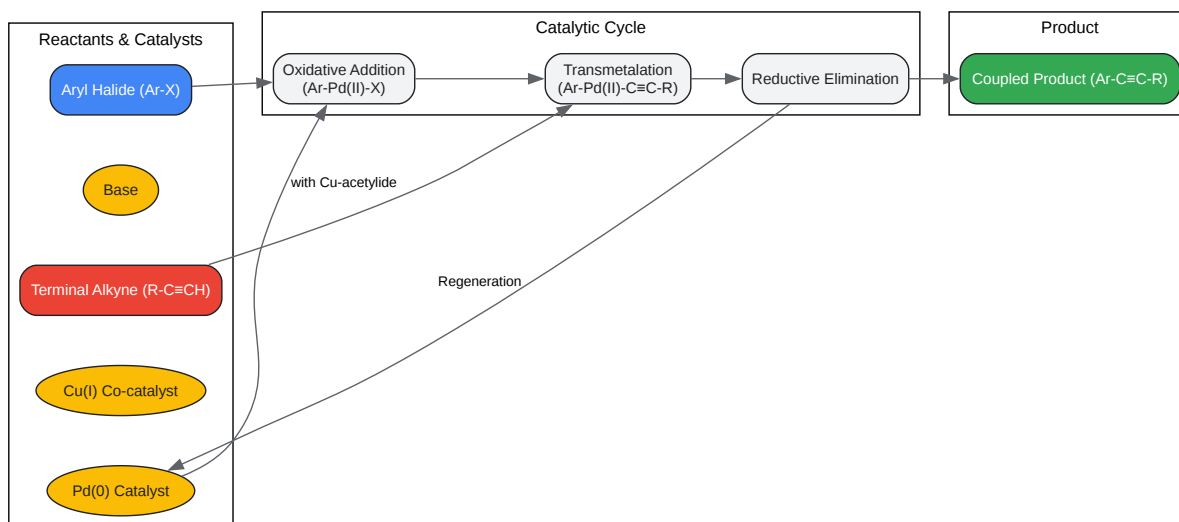 Reactants & Catalysts
Aryl Halide (Ar-X)
Base
Terminal Alkyne (R-C≡CH)
Cu(I) Co-catalyst
Pd(0) Catalyst
Catalytic Cycle
Oxidative Addition
(Ar-Pd(II)-X)
Transmetalation
(Ar-Pd(II)-C≡C-R)
Reductive Elimination
with Cu-acetylide
Regeneration
Product
Coupled Product (Ar-C≡C-R)